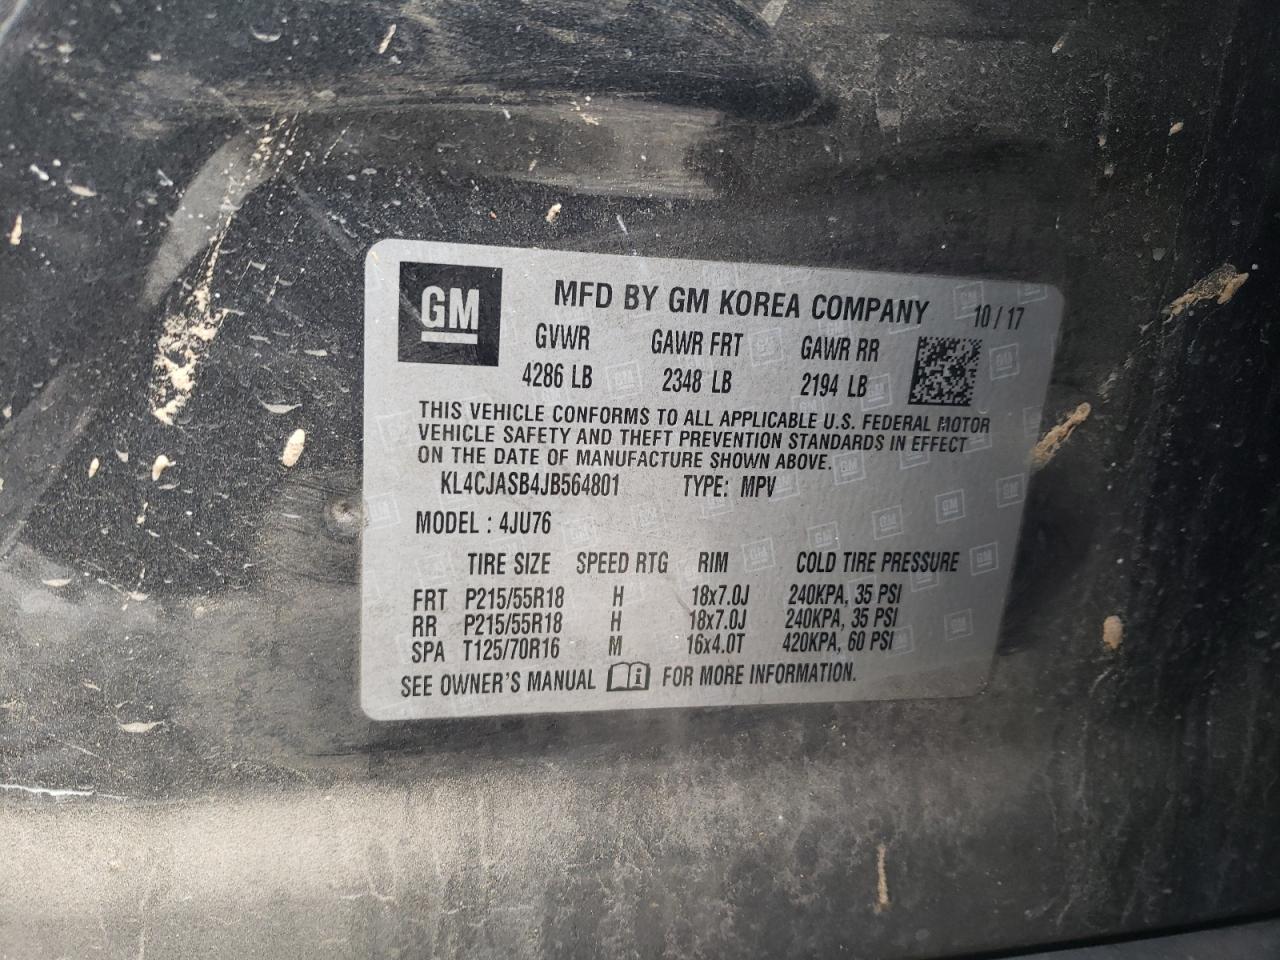 GM
MFD BY GM KOREA COMPANY 10 / 17
GVWR GAWR FRT GAWR RR
4286 LB 2348 LB 2194 LB
THIS VEHICLE CONFORMS TO ALL APPLICABLE U.S. FEDERAL MOTOR
VEHICLE SAFETY AND THEFT PREVENTION STANDARDS IN EFFECT
ON THE DATE OF MANUFACTURE SHOWN ABOVE.
KL4CJASB4JB564801 TYPE: MPV
MODEL : 4JU76
TIRE SIZE SPEED RTG RIM COLD TIRE PRESSURE
FRT P215/55R18 H 18x7.0J 240KPA, 35 PSI
RR P215/55R18 H 18x7.0J 240KPA, 35 PSI
SPA T125/70R16 M 16x4.0T 420KPA, 60 PSI
SEE OWNER'S MANUAL FOR MORE INFORMATION.